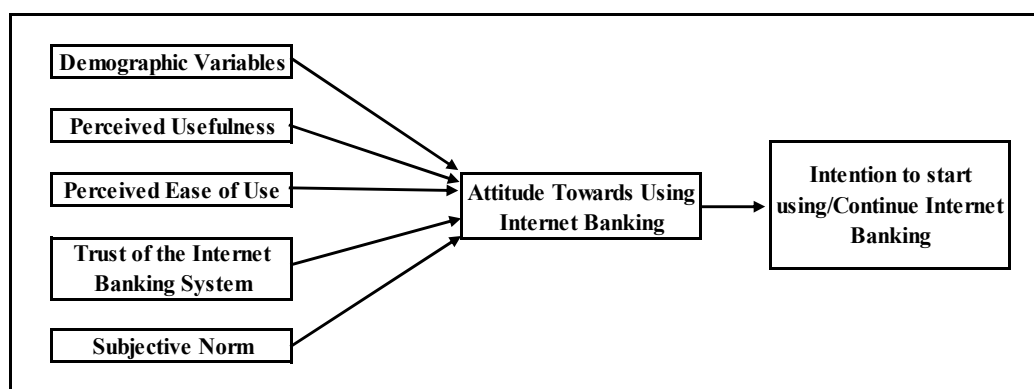 Demographic Variables
Perceived Usefulness
Perceived Ease of Use
Trust of the Internet
Banking System
Subjective Norm
Attitude Towards Using
Internet Banking
Intention to start
using/Continue Internet
Banking